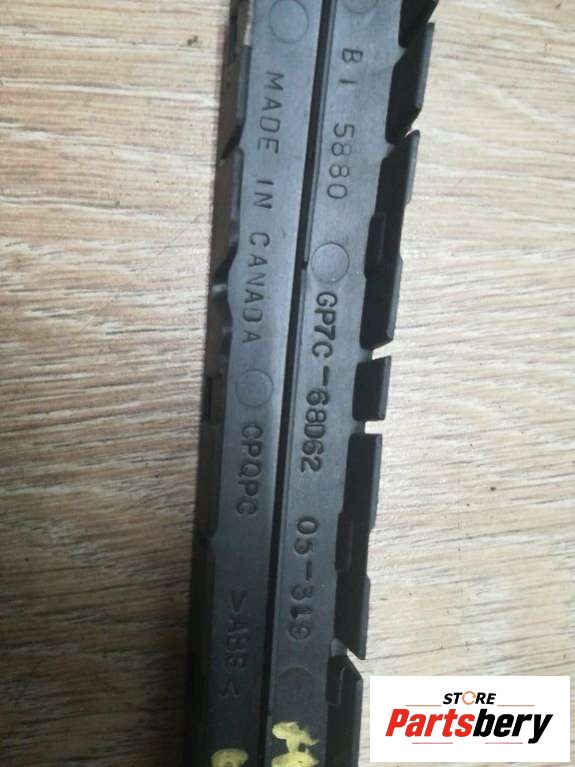 BI 5880
GP7C-68D62 05-319
MADE IN CANADA CPQPC
>ABS<
STORE
Partsbery